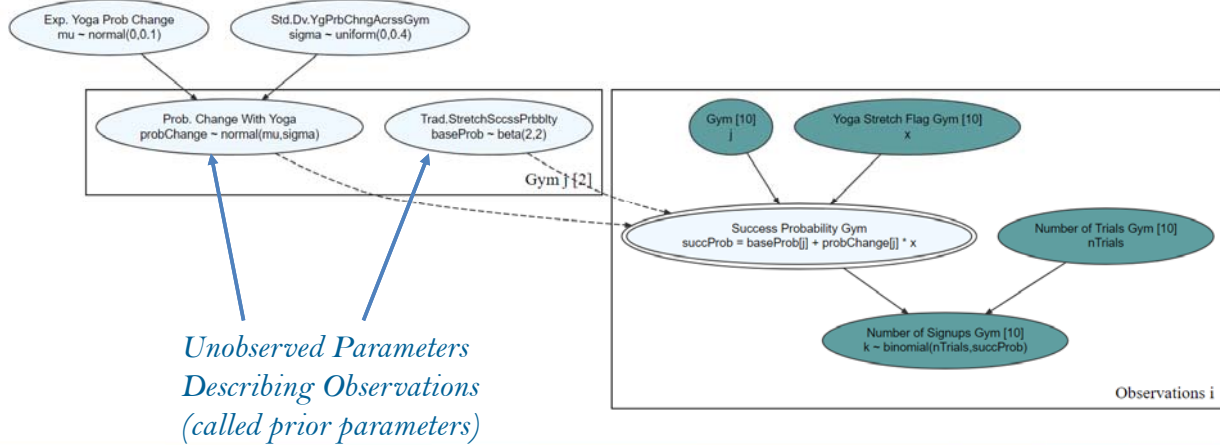 Exp. Yoga Prob Change
mu ~ normal(0,0.1)
Std.Dv.YgPrbChngAcrssGym
sigma ~ uniform(0,0.4)
Prob. Change With Yoga
probChange ~ normal(mu,sigma)
Trad.StretchSccssPrbblty
baseProb ~ beta(2,2)
Gym j [2]
Gym [10]
j
Yoga Stretch Flag Gym [10]
x
Success Probability Gym
succProb = baseProb[j] + probChange[j] * x
Number of Trials Gym [10]
nTrials
Number of Signups Gym [10]
k ~ binomial(nTrials,succProb)
Observations i
Unobserved Parameters
Describing Observations
(called prior parameters)